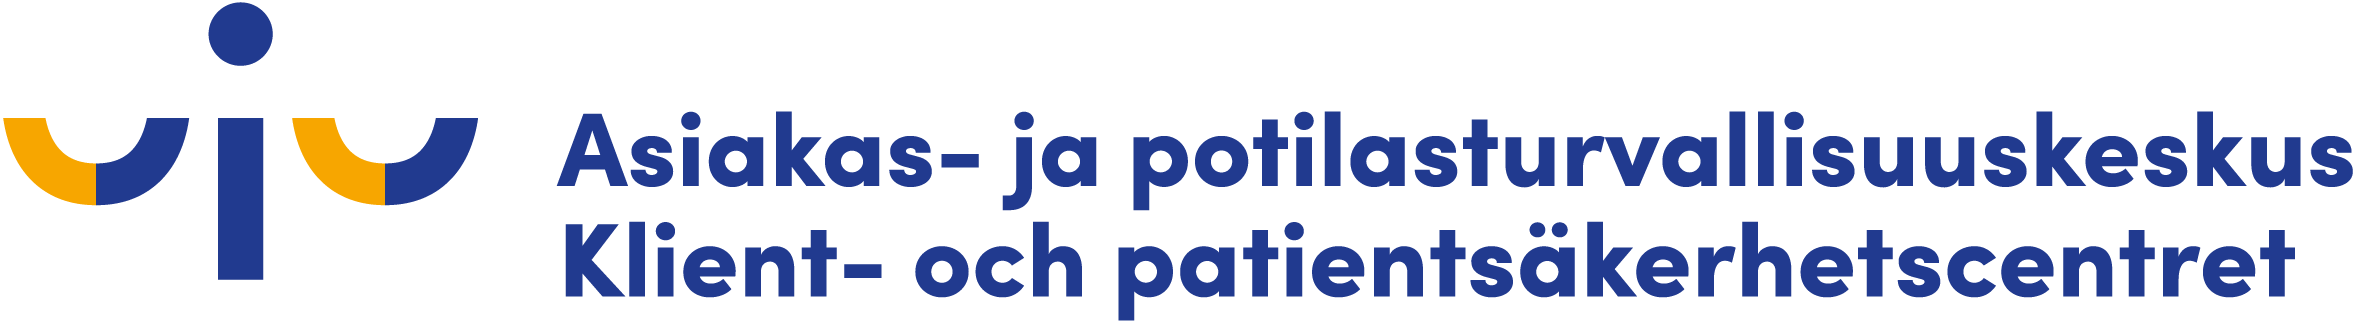 Asiakas- ja potilasturvallisuuskeskus
Klient- och patientsäkerhetscentret